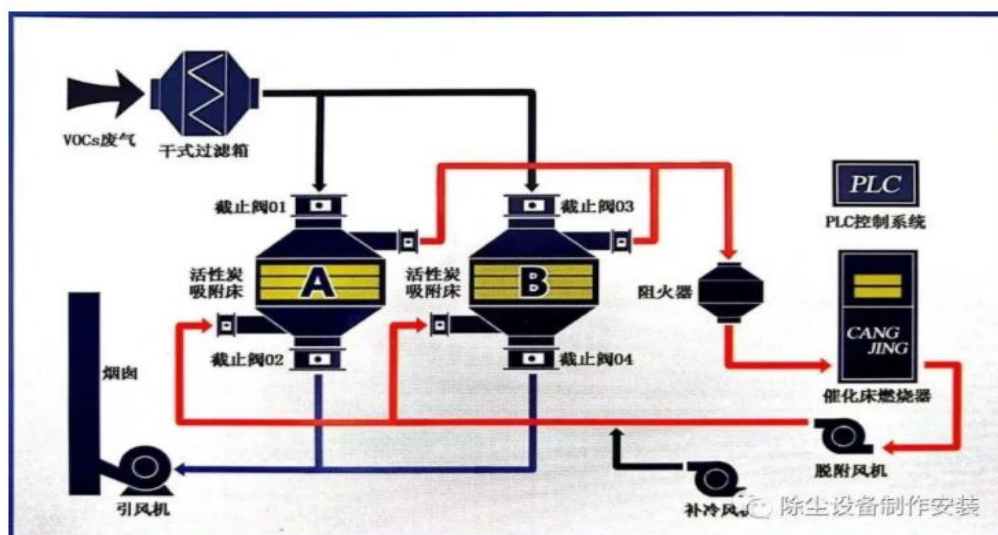 VOCs废气
干式过滤箱
截止阀01
截止阀03
PLC
PLC控制系统
活性炭
吸附床
A
活性炭
吸附床
B
阻火器
截止阀02
截止阀04
CANG
JING
烟囱
催化床燃烧器
脱附风机
引风机
补冷风机
除尘设备制作安装